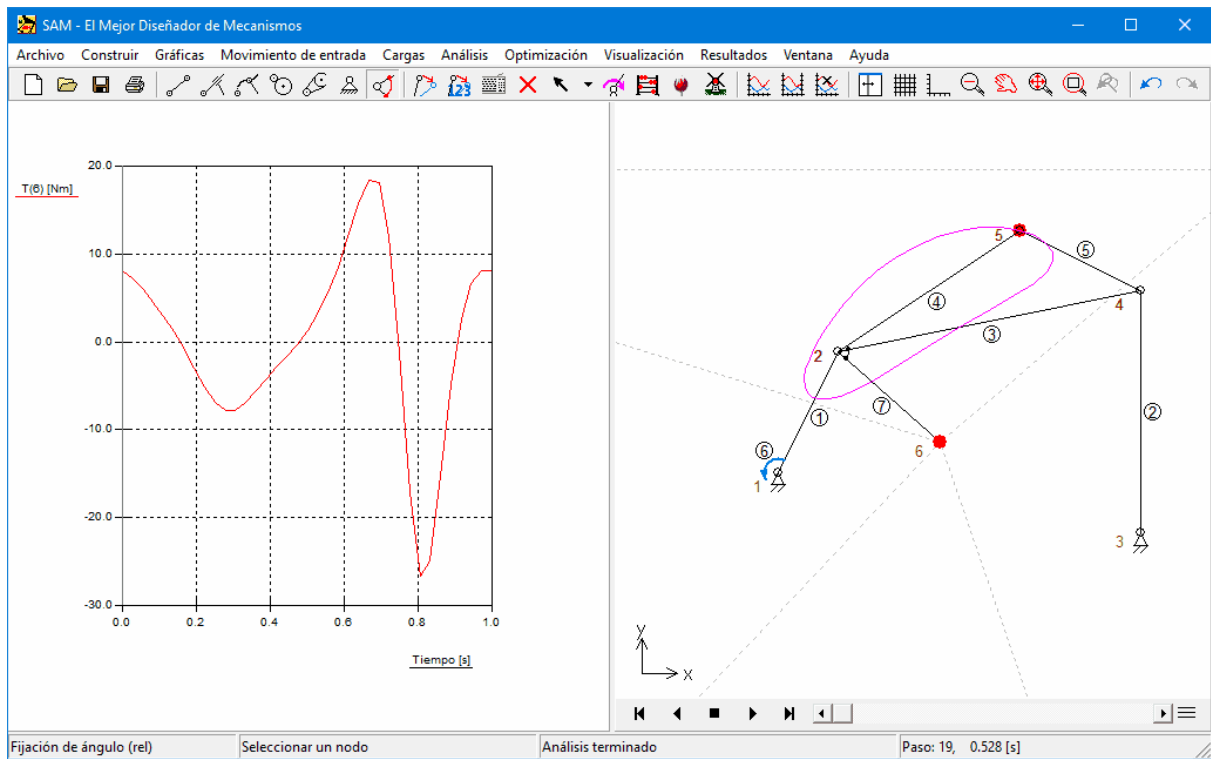 SAM - El Mejor Diseñador de Mecanismos
Archivo Construir Gráficas Movimiento de entrada Cargas Análisis Optimización Visualización Resultados Ventana Ayuda
123
T(6) [Nm]
20.0
10.0
0.0
-10.0
-20.0
-30.0
0.0 0.2 0.4 0.6 0.8 1.0
Tiempo [s]
5
⑤
④
4
③
2
①
⑦
②
⑥
6
1
3
y
x
Fijación de ángulo (rel) Seleccionar un nodo Análisis terminado Paso: 19, 0.528 [s]